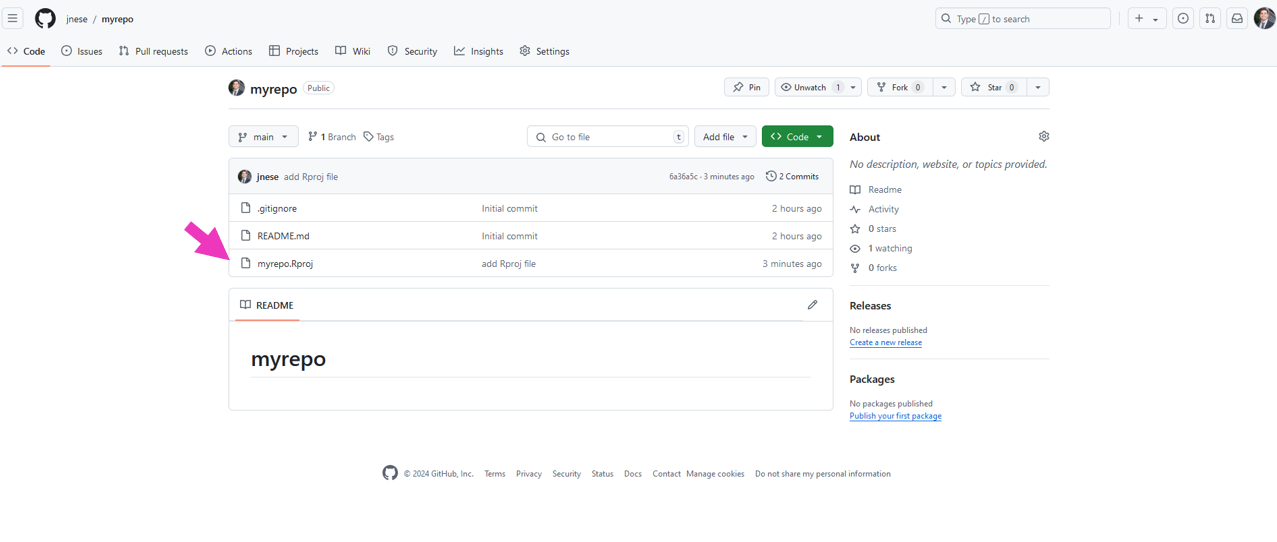 jnese / myrepo
Type / to search
Code Issues Pull requests Actions Projects Wiki Security Insights Settings
myrepo Public
Pin Unwatch 1 Fork 0 Star 0
main 1 Branch Tags Go to file t Add file Code
jnese add Rproj file 6a36a5c · 3 minutes ago 2 Commits
.gitignore Initial commit 2 hours ago
README.md Initial commit 2 hours ago
myrepo.Rproj add Rproj file 3 minutes ago
README
myrepo
About
No description, website, or topics provided.
Readme
Activity
0 stars
1 watching
0 forks
Releases
No releases published
Create a new release
Packages
No packages published
Publish your first package
© 2024 GitHub, Inc. Terms Privacy Security Status Docs Contact Manage cookies Do not share my personal information